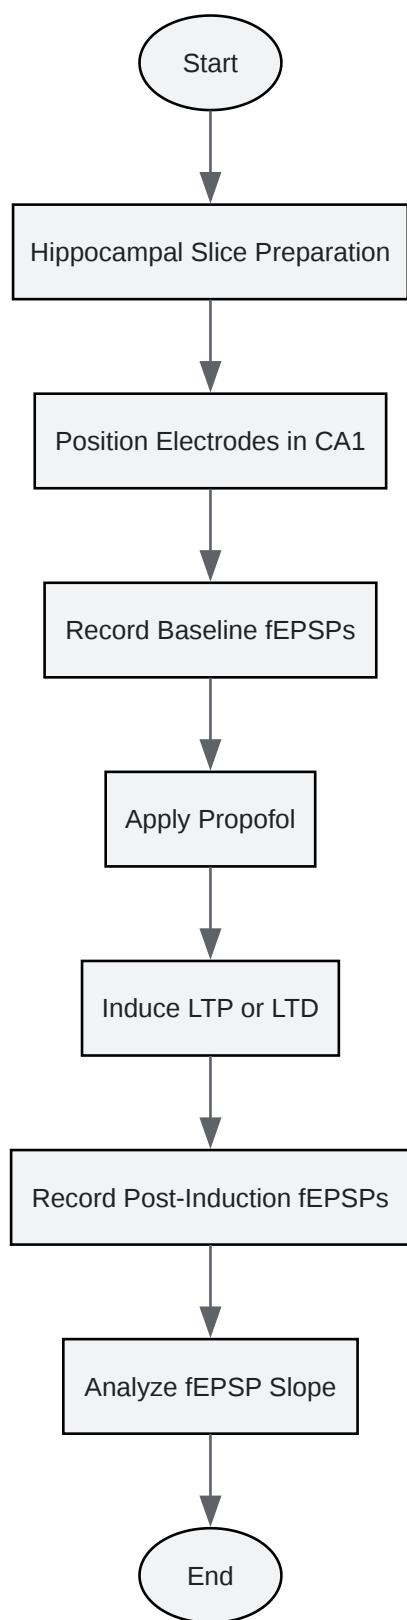 Start
Hippocampal Slice Preparation
Position Electrodes in CA1
Record Baseline fEPSPs
Apply Propofol
Induce LTP or LTD
Record Post-Induction fEPSPs
Analyze fEPSP Slope
End